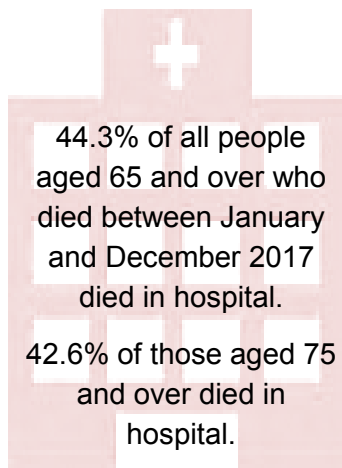 44.3% of all people
aged 65 and over who
died between January
and December 2017
died in hospital.
42.6% of those aged 75
and over died in
hospital.